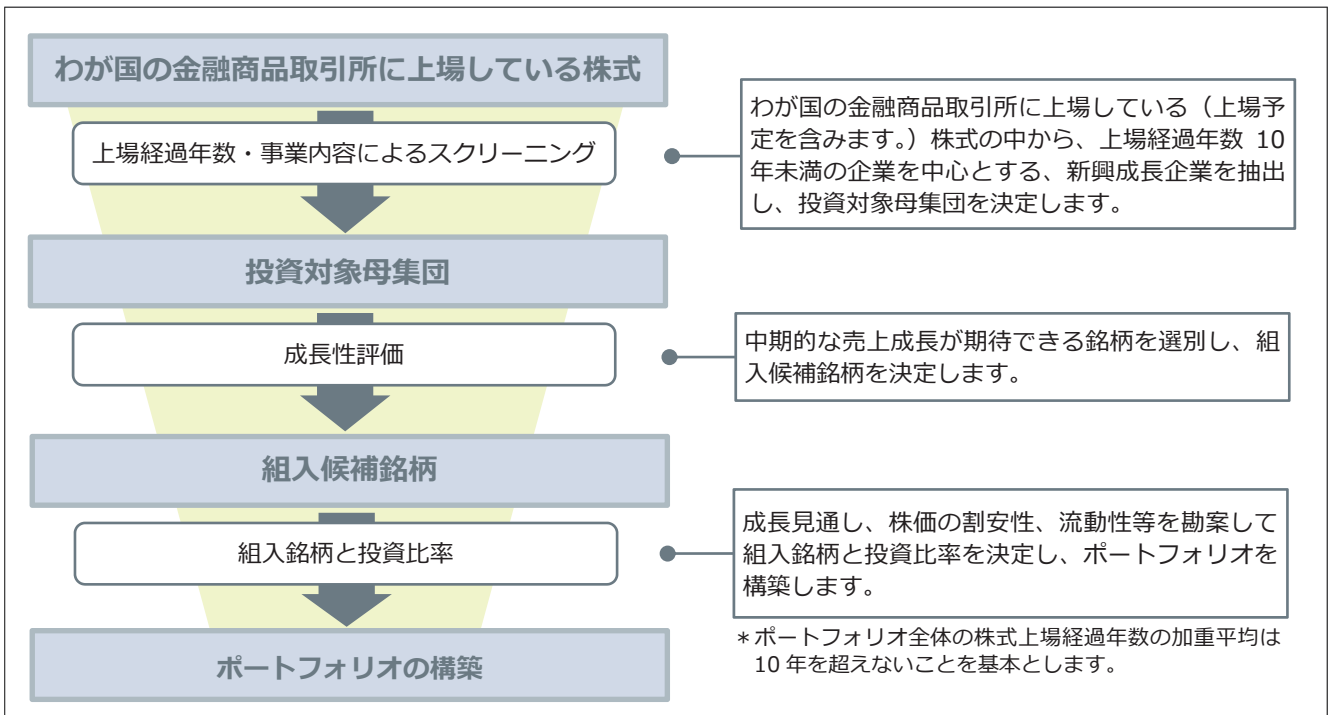 わが国の金融商品取引所に上場している株式
上場経過年数・事業内容によるスクリーニング
わが国の金融商品取引所に上場している（上場予
定を含みます。）株式の中から、上場経過年数 10
年未満の企業を中心とする、新興成長企業を抽出
し、投資対象母集団を決定します。
投資対象母集団
成長性評価
中期的な売上成長が期待できる銘柄を選別し、組
入候補銘柄を決定します。
組入候補銘柄
組入銘柄と投資比率
成長見通し、株価の割安性、流動性等を勘案して
組入銘柄と投資比率を決定し、ポートフォリオを
構築します。
＊ポートフォリオ全体の株式上場経過年数の加重平均は
10 年を超えないことを基本とします。
ポートフォリオの構築